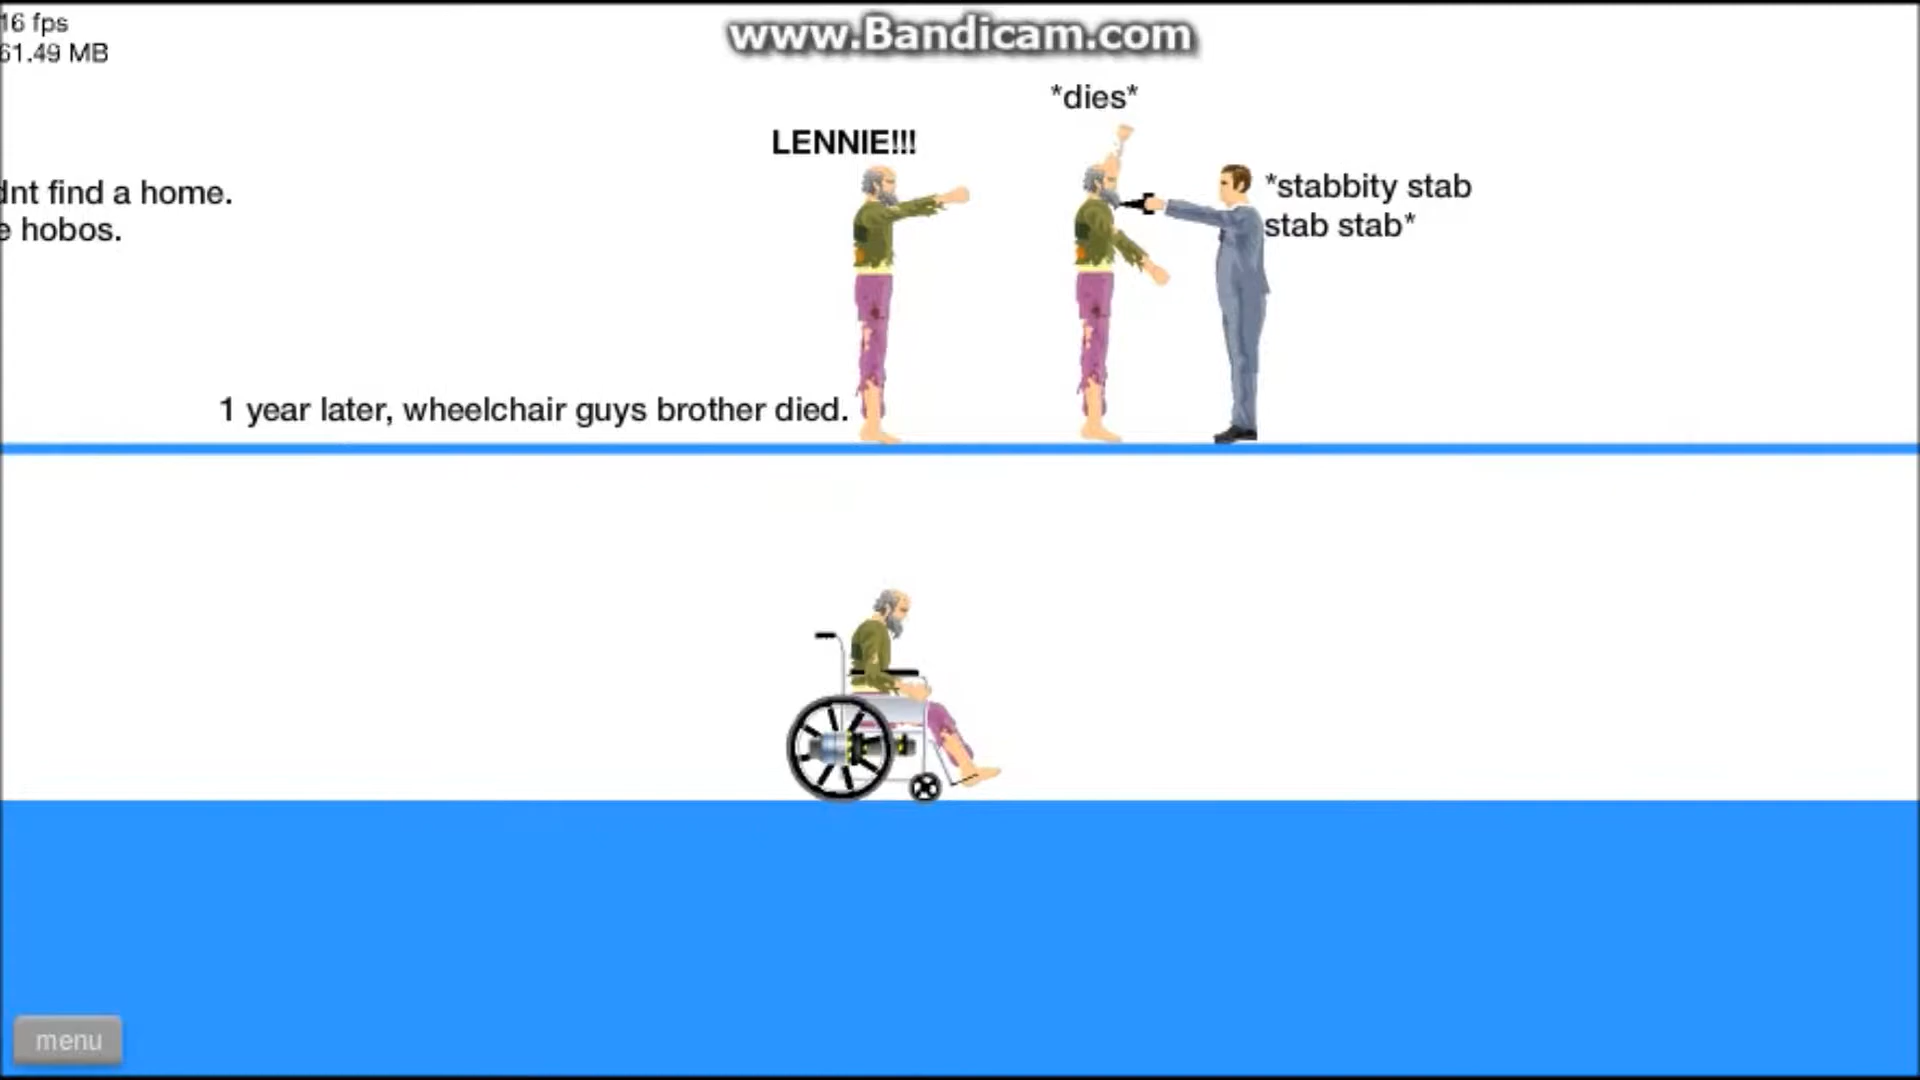 16 fps
61.49 MB
www.Bandicam.com
*dies*
LENNIE!!!
*stabbity stab
stab stab*
dnt find a home.
e hobos.
1 year later, wheelchair guys brother died.
menu